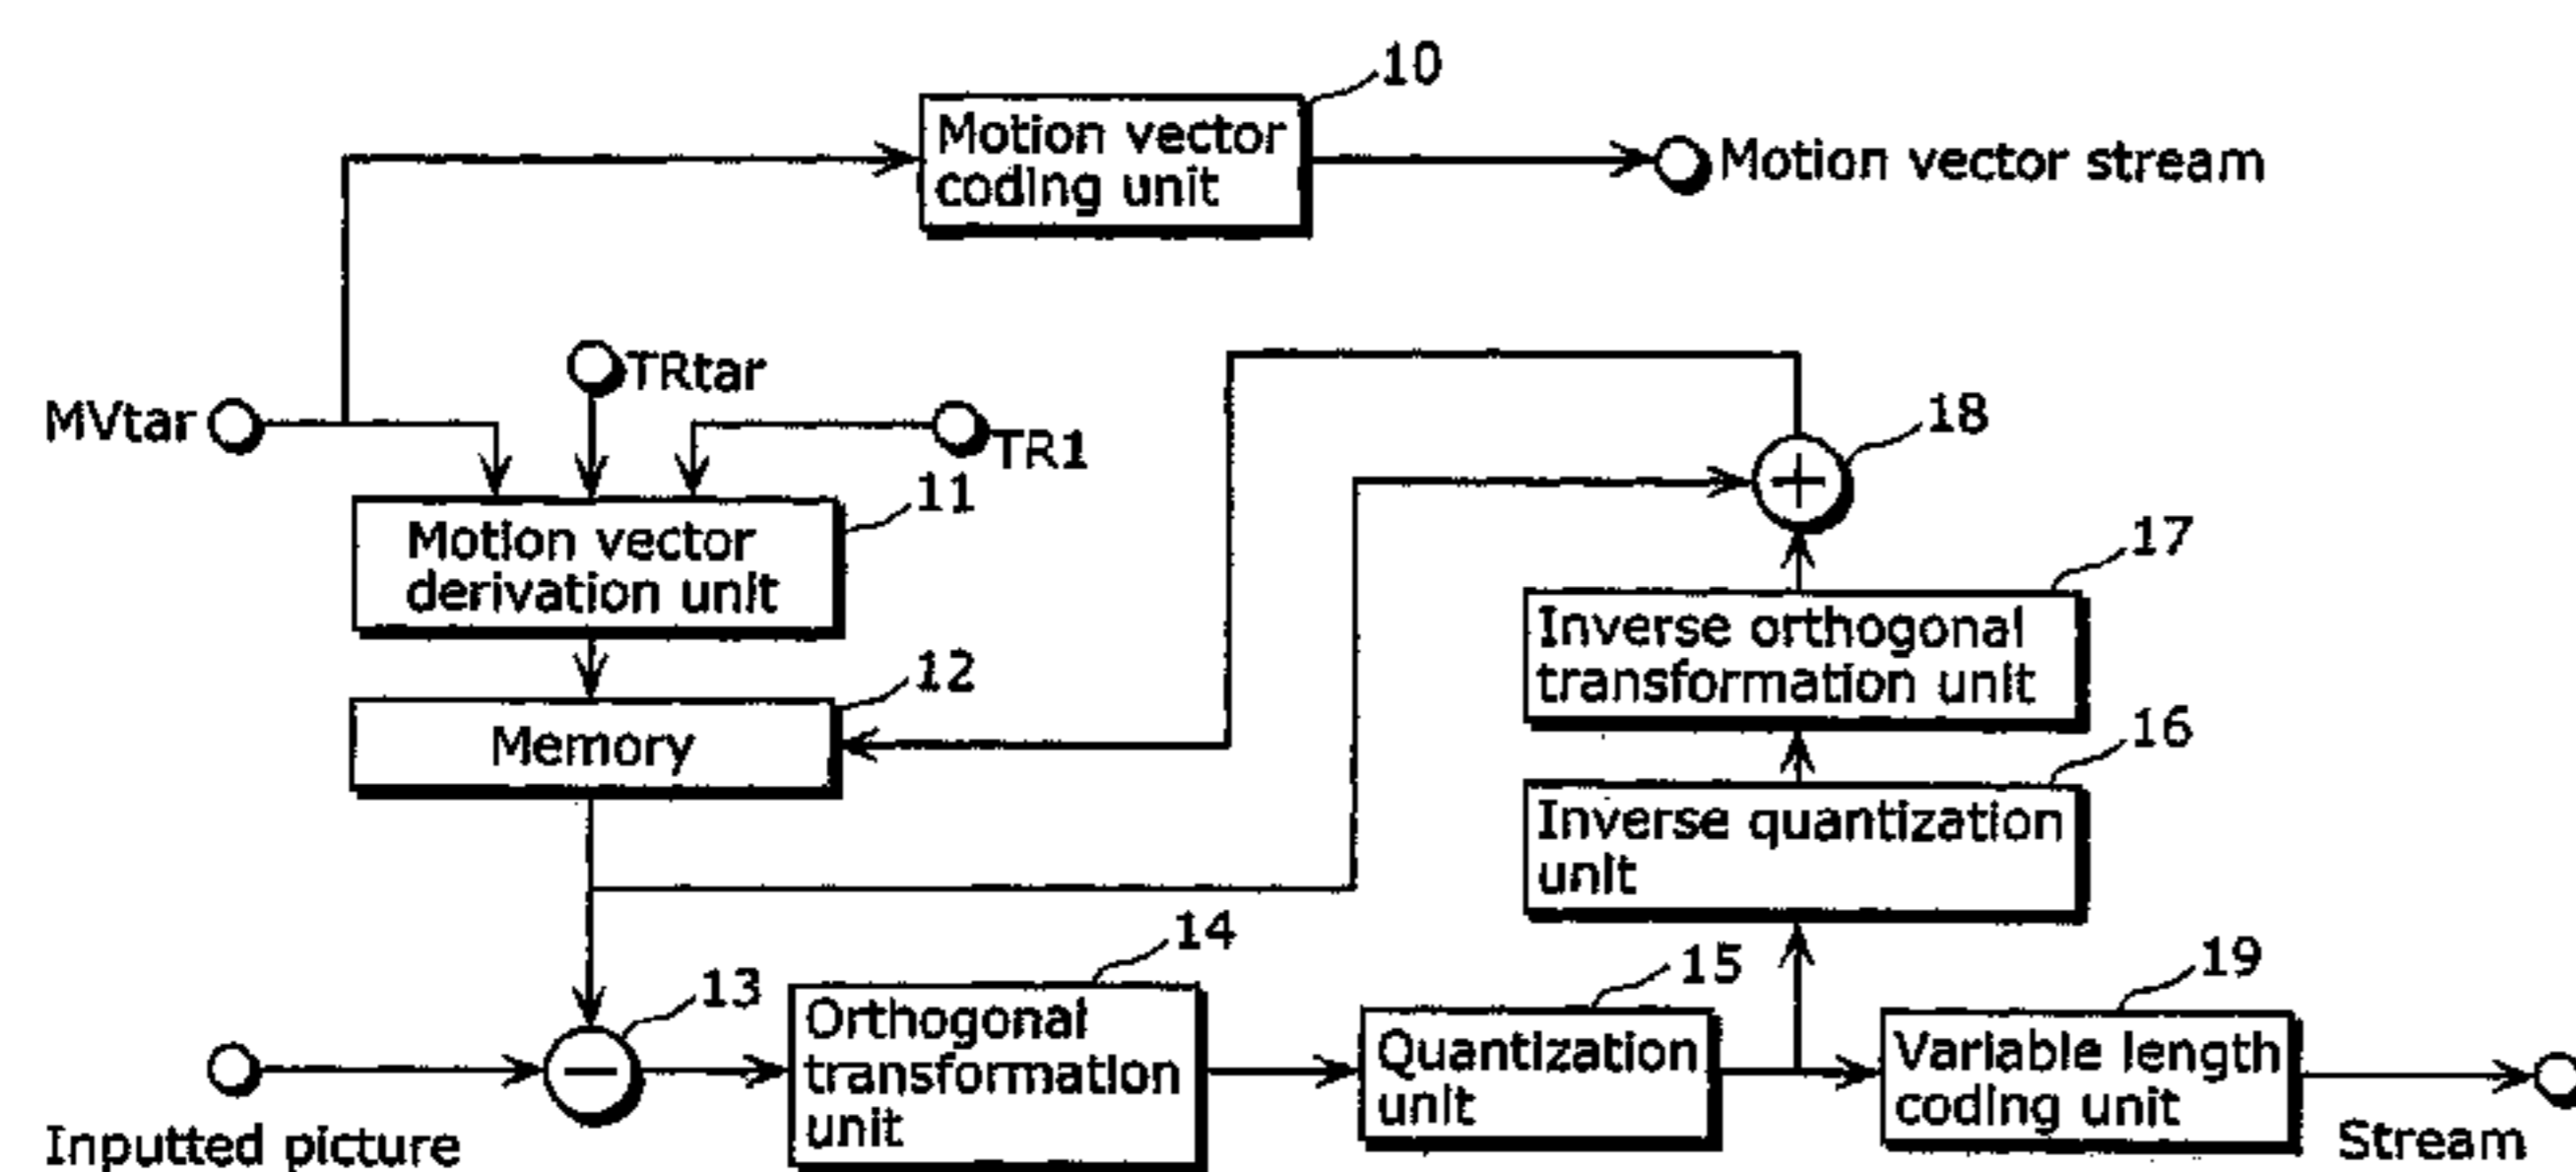 10
Motion vector
coding unit
Motion vector stream
TRtar
MVtar
TR1
18
11
Motion vector
derivation unit
17
Inverse orthogonal
transformation unit
12
Memory
16
Inverse quantization
unit
14
15
19
13
Orthogonal
transformation
unit
Quantization
unit
Variable length
coding unit
Inputted picture
Stream